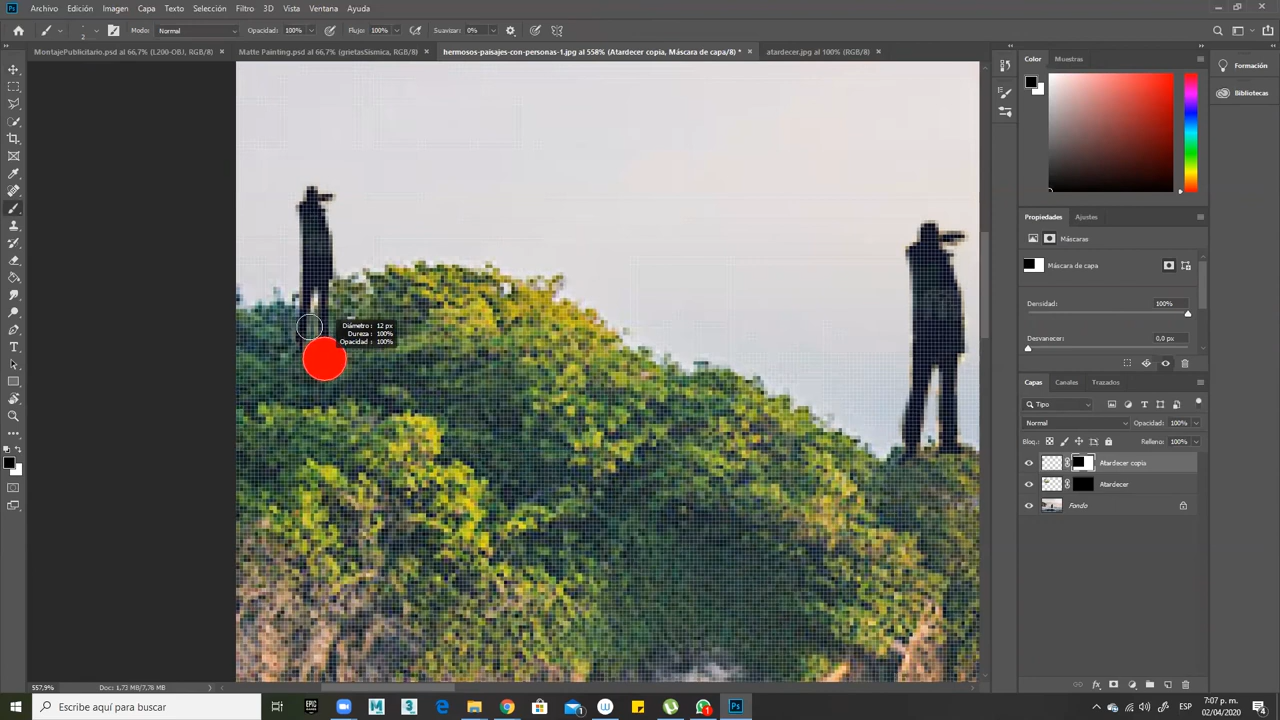 Ps Edición Imagen Capa Texto Selección Filtro 3D Vista Ventana Ayuda
2 Modo: Normal Opacidad: 100% Flujo: 100% Suavizar: 0%
MontajePublicitario.psd al 66,7% (L200-OBJ, RGB/8) × Matte Painting.psd al 66,7% (grietasSismica, RGB/8) × hermosos-paisajes-con-personas-1.jpg al 558% (Atardecer copia, Máscara de capa/8) * × atardecer.jpg al 100% (RGB/8) ×
Color Muestras
Formación
Bibliotecas
Propiedades Ajustes
Máscaras
Máscara de capa
Densidad: 100%
Desvanecer: 0,0 px
Diámetro : 12 px
Dureza : 100%
Opacidad : 100%
Capas Canales Trazados
Tipo
Normal Opacidad: 100%
Bloq.: Relleno: 100%
Atardecer copia
Atardecer
Fondo
557,9% Doc: 1,73 MB/7,76 MB
Escribe aquí para buscar
ESP
7:07 p. m.
02/04/2020